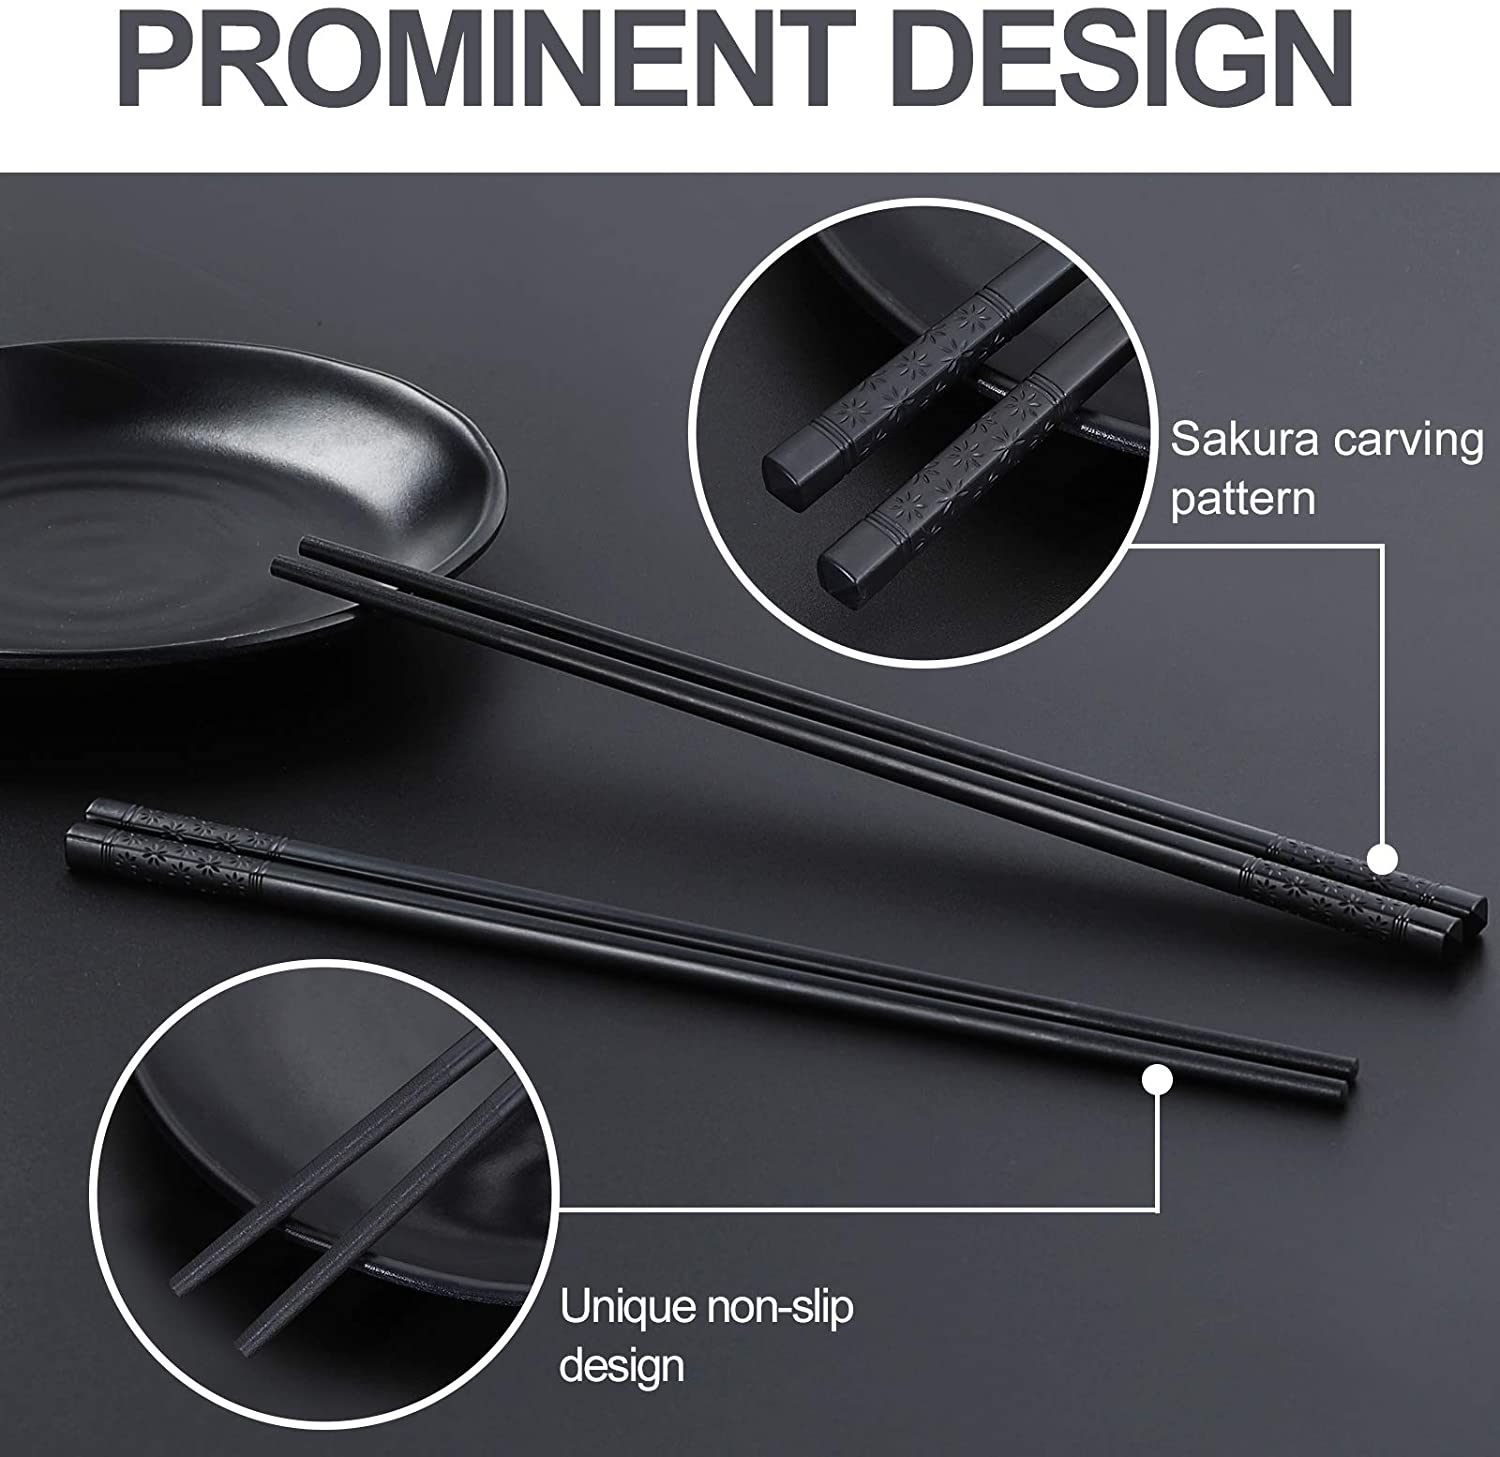 PROMINENT DESIGN
Sakura carving
pattern
Unique non-slip
design